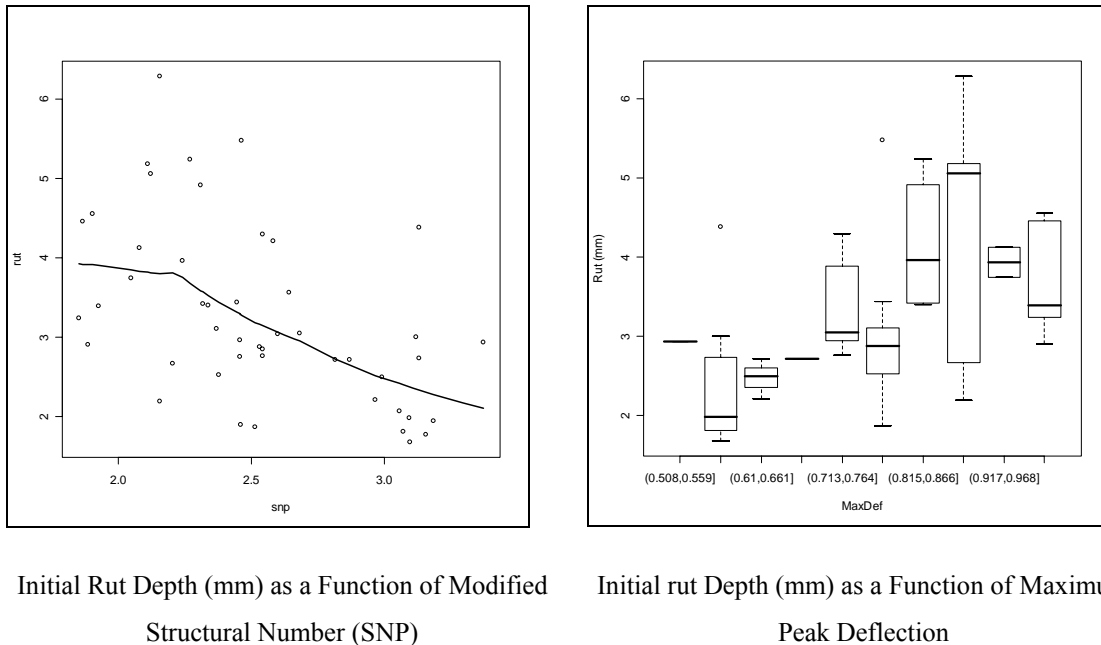 6
5
4
3
2
rut
2.0 2.5 3.0
snp
6
5
4
3
2
Rut (mm)
(0.508,0.559] (0.61,0.661] (0.713,0.764] (0.815,0.866] (0.917,0.968]
MaxDef
Initial Rut Depth (mm) as a Function of Modified
Structural Number (SNP)
Initial rut Depth (mm) as a Function of Maximu
Peak Deflection